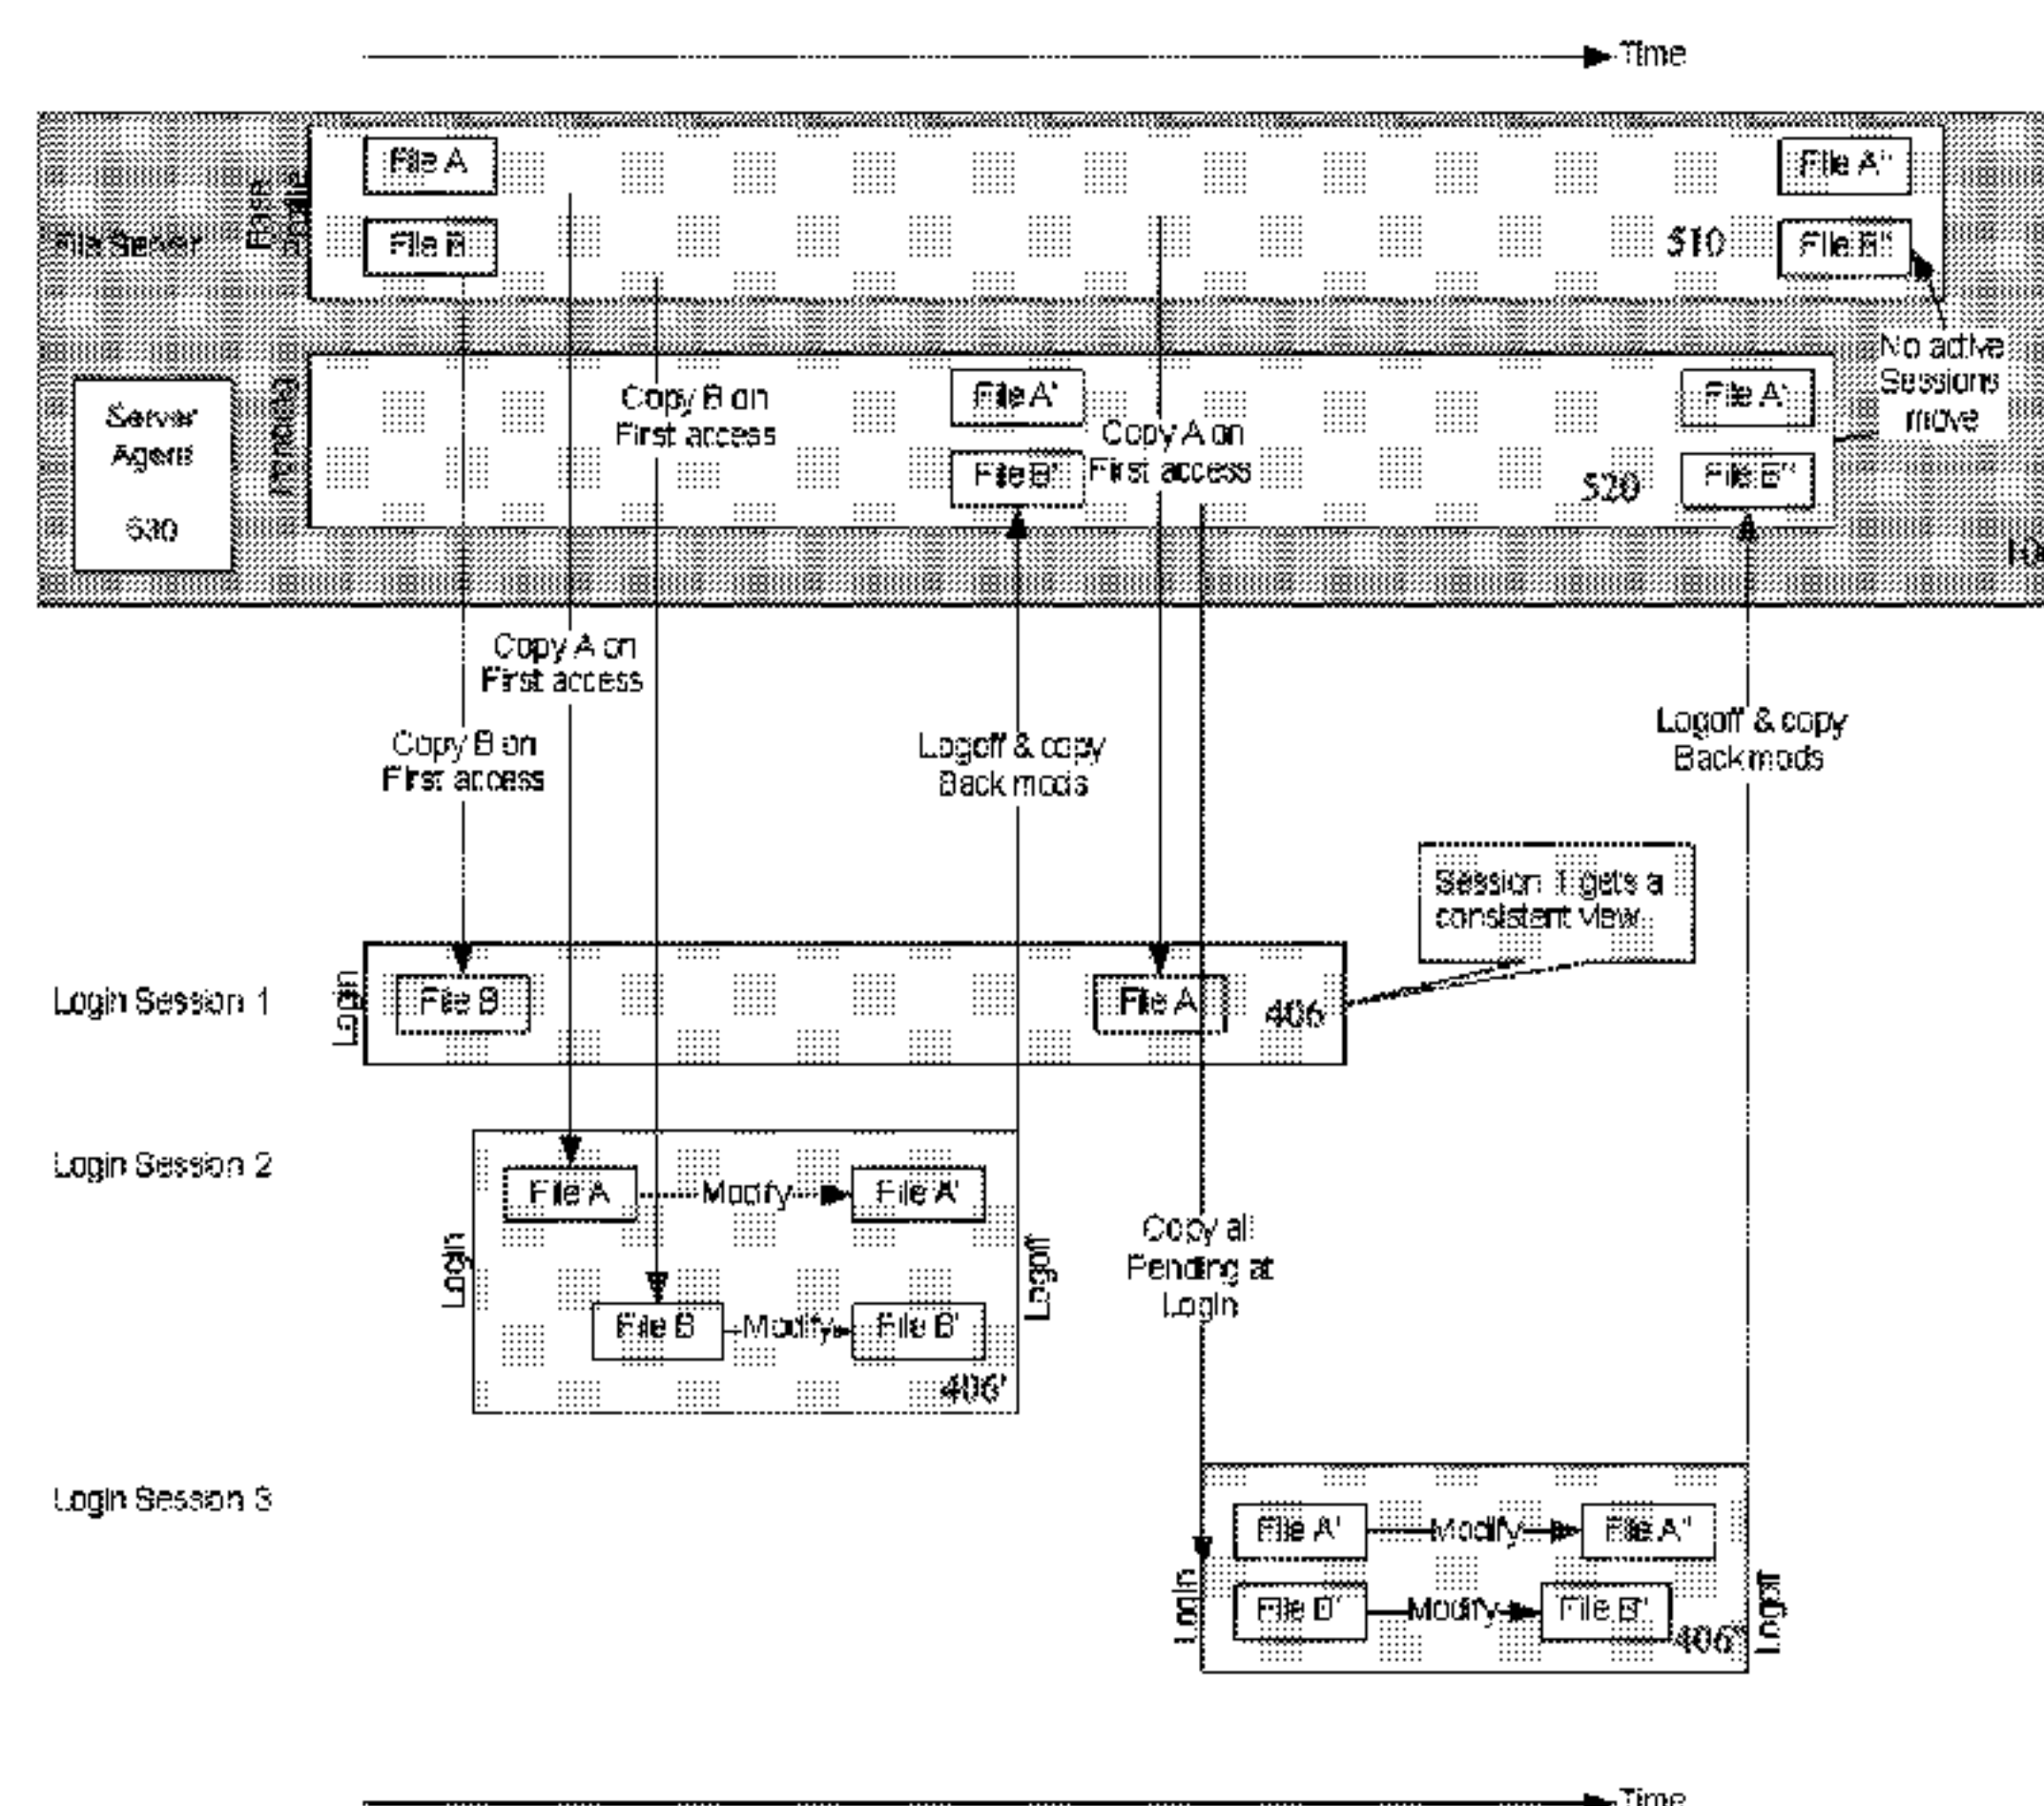 Time
File A
File A"
File Server
Base
Profile
File B
510
File B"
No active
Sessions
move
Pending
Server
Agent
530
Copy B on
First access
File A'
File B'
Copy A on
First access
520
File A'
File B"
Copy A on
First access
Copy B on
First access
Logoff & copy
Back mods
Logoff & copy
Back mods
Session 1 gets a
consistent view
Login Session 1
Login
File B
File A
406
Login Session 2
Login
File A
Modify
File A'
File B
Modify
File B'
406'
Logoff
Copy all
Pending at
Login
Login Session 3
Login
File A'
Modify
File A"
File B'
Modify
File B"
406"
Logoff
Time